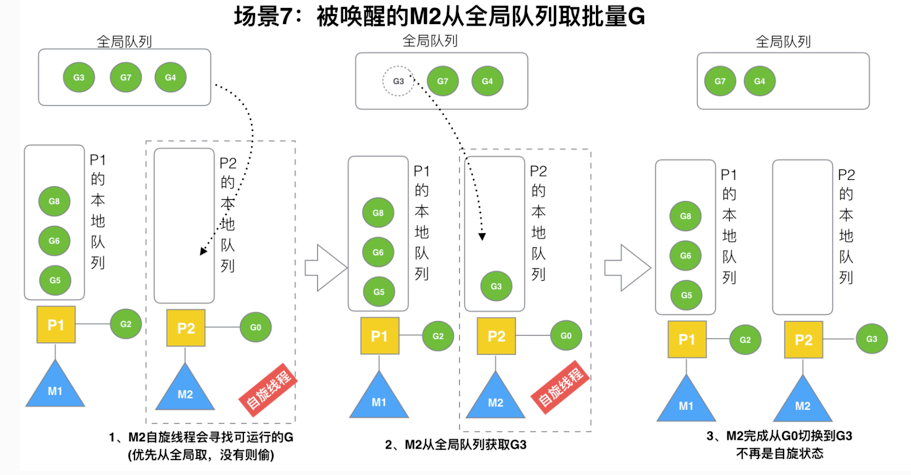 场景7：被唤醒的M2从全局队列取批量G
全局队列
G3 G7 G4
P1的本地队列
G8
G6
G5
P2的本地队列
P1 G2
P2 G0
M1
M2
自旋线程
1、M2自旋线程会寻找可运行的G
(优先从全局取，没有则偷)
全局队列
G3 G7 G4
P1的本地队列
G8
G6
G5
P2的本地队列
G3
P1 G2
P2 G0
M1
M2
自旋线程
2、M2从全局队列获取G3
全局队列
G7 G4
P1的本地队列
G8
G6
G5
P2的本地队列
P1 G2
P2 G3
M1
M2
3、M2完成从G0切换到G3
不再是自旋状态